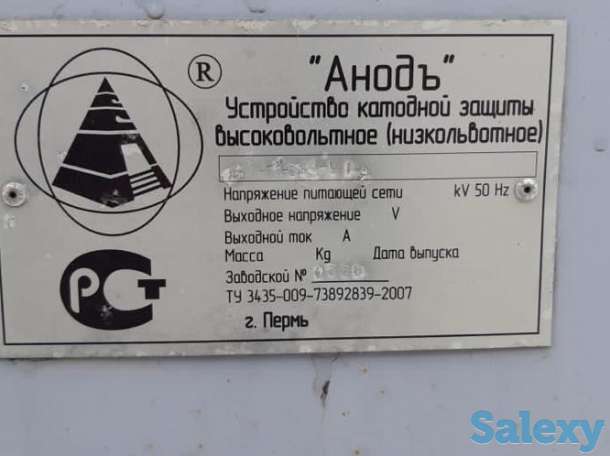 ® "Анодъ"
Устройство катодной защиты
высоковольтное (низкольвотное)
Напряжение питающей сети kV 50 Hz
Выходное напряжение V
Выходной ток A
Масса Kg Дата выпуска
Заводской №
ТУ 3435-009-73892839-2007
г. Пермь
РСТ
Salexy